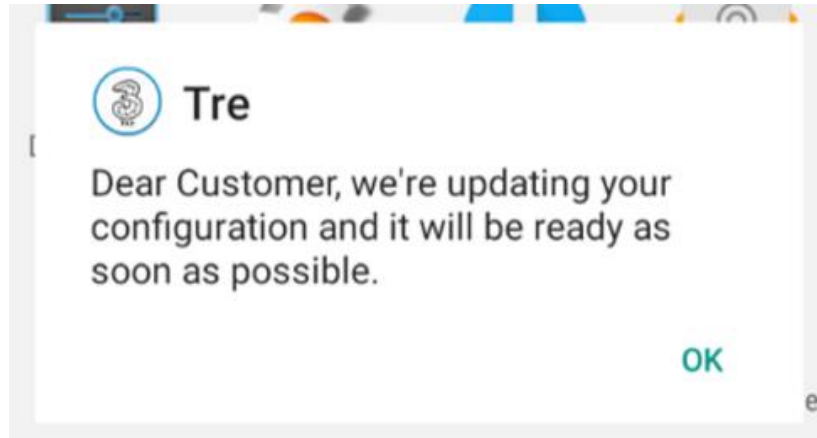 Tre
Dear Customer, we're updating your
configuration and it will be ready as
soon as possible.
OK